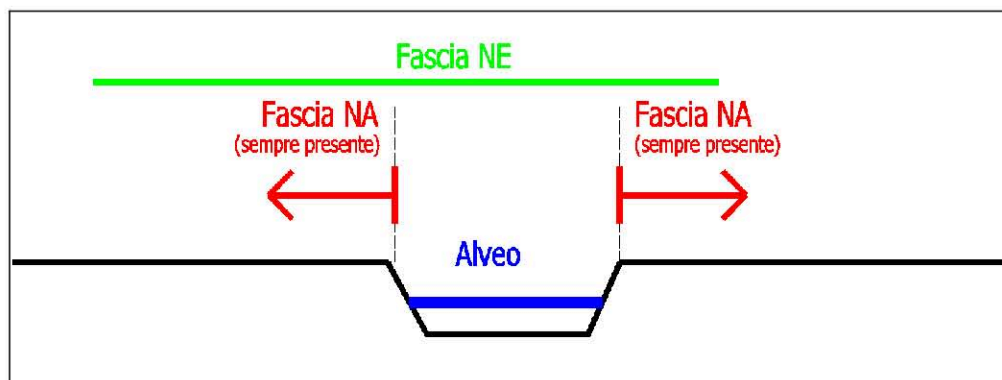 Fascia NE
Fascia NA
(sempre presente)
Fascia NA
(sempre presente)
Alveo